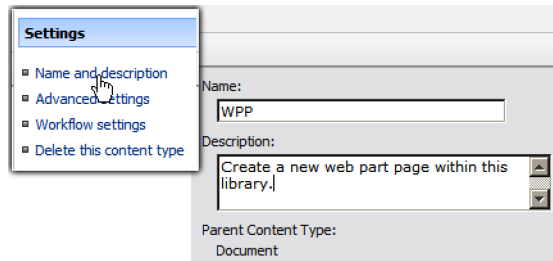 Settings
Name and description
Advanced settings
Workflow settings
Delete this content type
Name:
WPP
Description:
Create a new web part page within this
library.
Parent Content Type:
Document